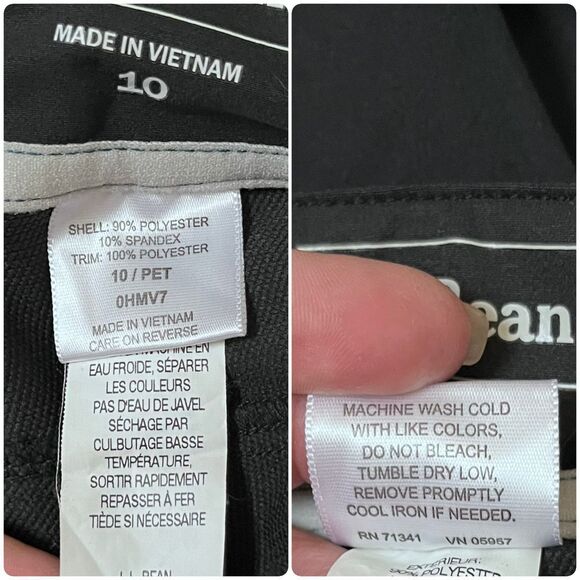 MADE IN VIETNAM
10
SHELL: 90% POLYESTER
10% SPANDEX
TRIM: 100% POLYESTER
10 / PET
0HMV7
MADE IN VIETNAM
CARE ON REVERSE
EAU FROIDE, SÉPARER
LES COULEURS
PAS D'EAU DE JAVEL
SÉCHAGE PAR
CULBUTAGE BASSE
TEMPÉRATURE,
SORTIR RAPIDEMENT
REPASSER À FER
TIÈDE SI NÉCESSAIRE
L.L. BEAN
Bean
MACHINE WASH COLD
WITH LIKE COLORS,
DO NOT BLEACH,
TUMBLE DRY LOW,
REMOVE PROMPTLY
COOL IRON IF NEEDED.
RN 71341 VN 05957
EXTÉRIEUR:
90% POLYESTER